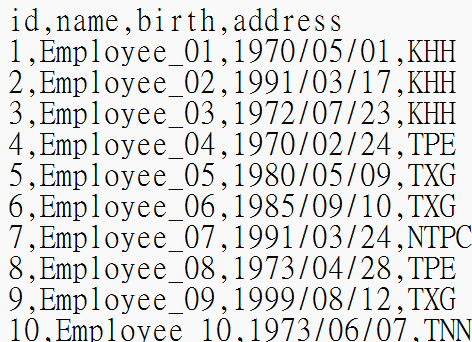 id,name,birth,address
1,Employee_01,1970/05/01,KHH
2,Employee_02,1991/03/17,KHH
3,Employee_03,1972/07/23,KHH
4,Employee_04,1970/02/24,TPE
5,Employee_05,1980/05/09,TXG
6,Employee_06,1985/09/10,TXG
7,Employee_07,1991/03/24,NTPC
8,Employee_08,1973/04/28,TPE
9,Employee_09,1999/08/12,TXG
10,Employee_10,1973/06/07,TNN